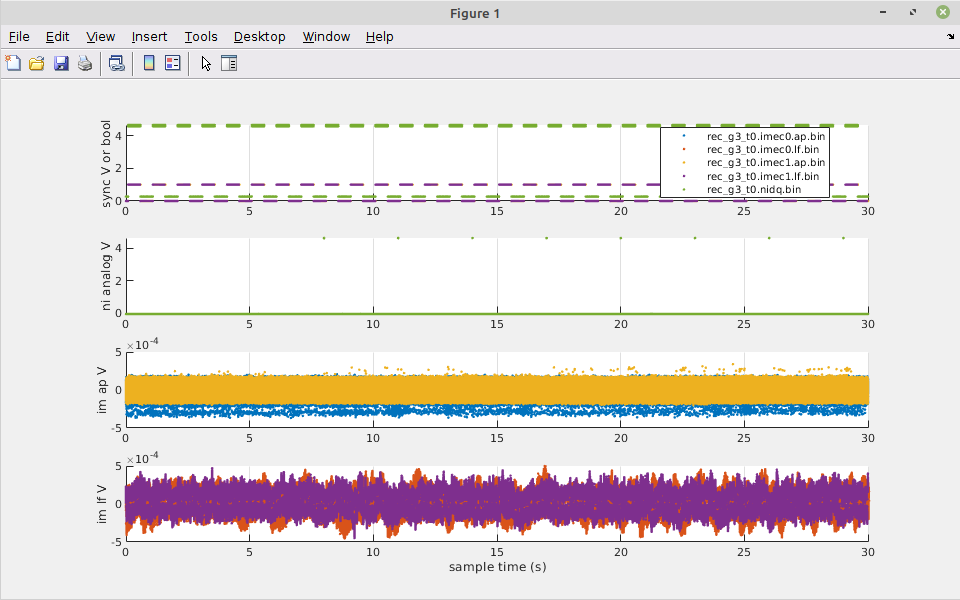 Figure 1
File Edit View Insert Tools Desktop Window Help
sync V or bool
4
2
0
rec_g3_t0.imec0.ap.bin
rec_g3_t0.imec0.lf.bin
rec_g3_t0.imec1.ap.bin
rec_g3_t0.imec1.lf.bin
rec_g3_t0.nidq.bin
0 5 10 15 20 25 30
ni analog V
4
2
0
0 5 10 15 20 25 30
×10⁻⁴
im ap V
5
0
-5
0 5 10 15 20 25 30
×10⁻⁴
im lf V
5
0
-5
0 5 10 15 20 25 30
sample time (s)